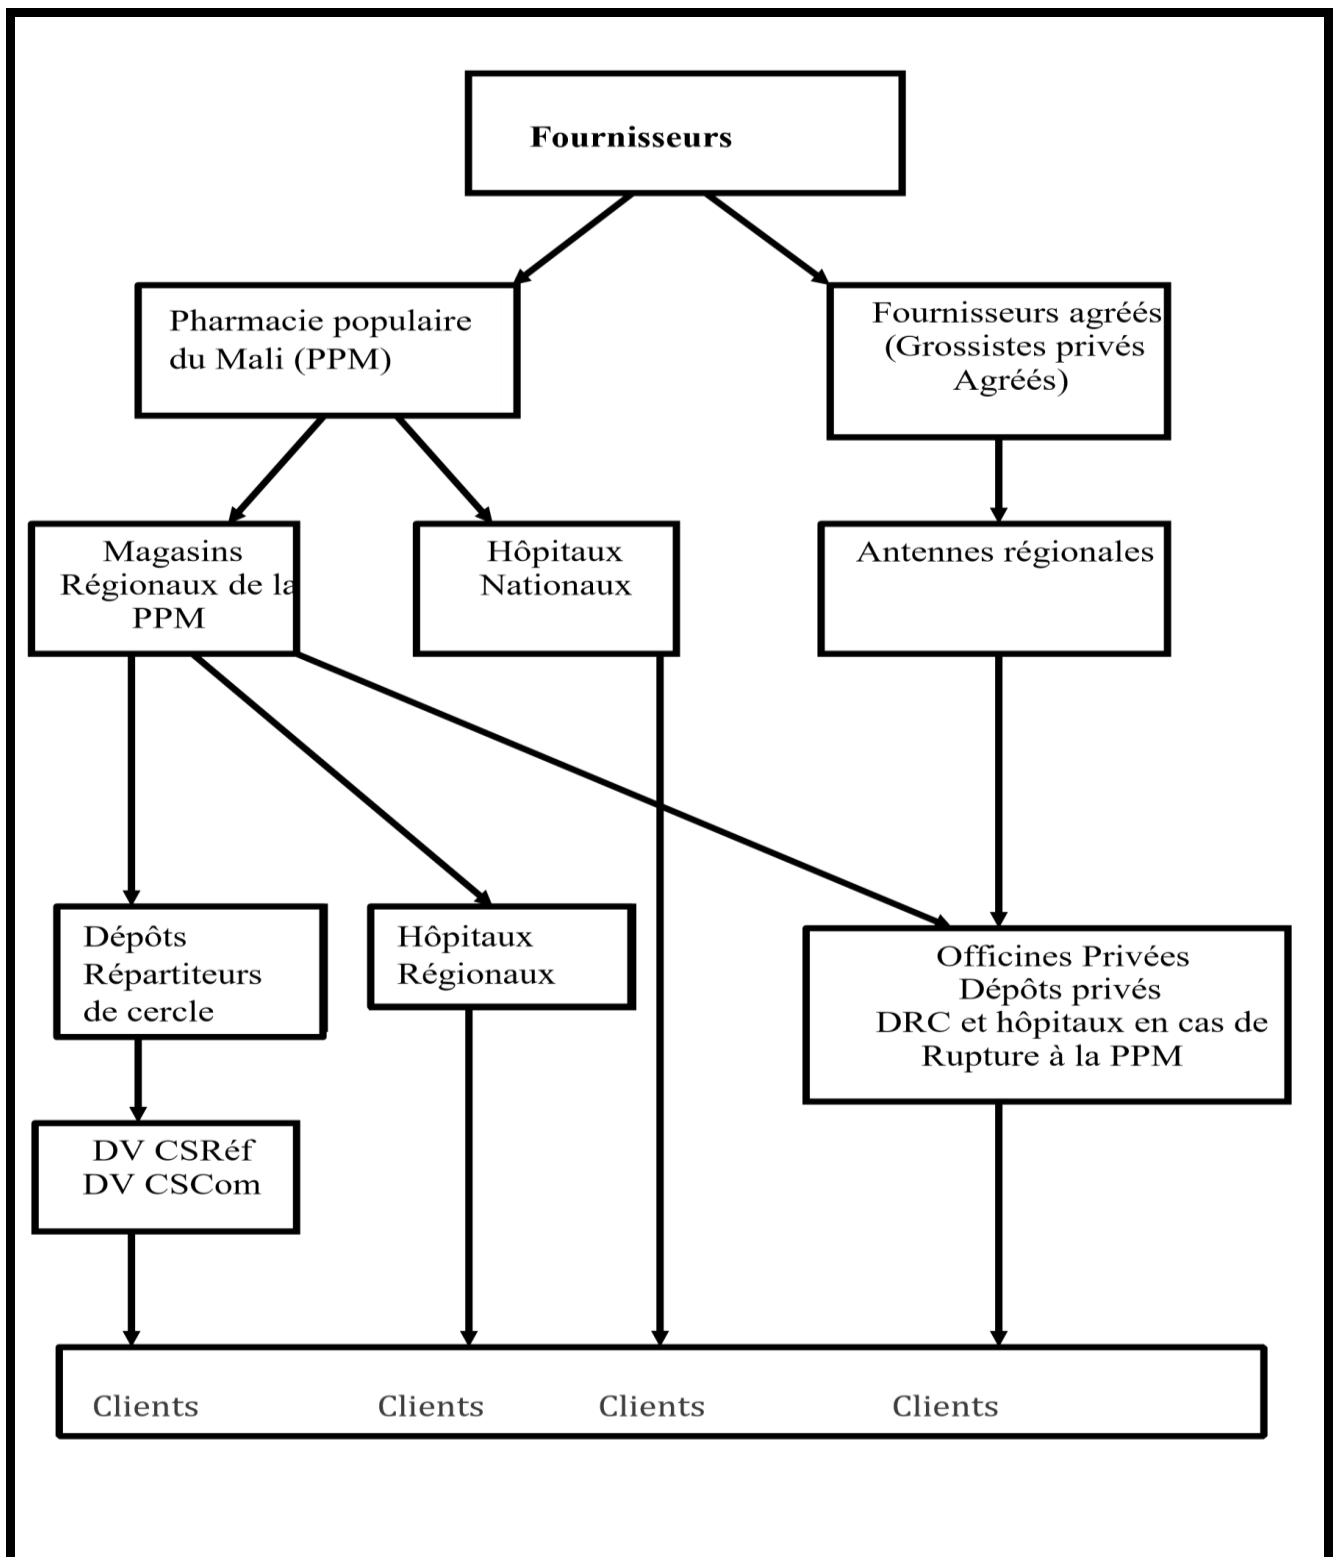 Fournisseurs
Pharmacie populaire
du Mali (PPM)
Fournisseurs agréés
(Grossistes privés
Agréés)
Magasins
Régionaux de la
PPM
Hôpitaux
Nationaux
Antennes régionales
Dépôts
Répartiteurs
de cercle
Hôpitaux
Régionaux
Officines Privées
Dépôts privés
DRC et hôpitaux en cas de
Rupture à la PPM
DV CSRéf
DV CSCom
Clients Clients Clients Clients